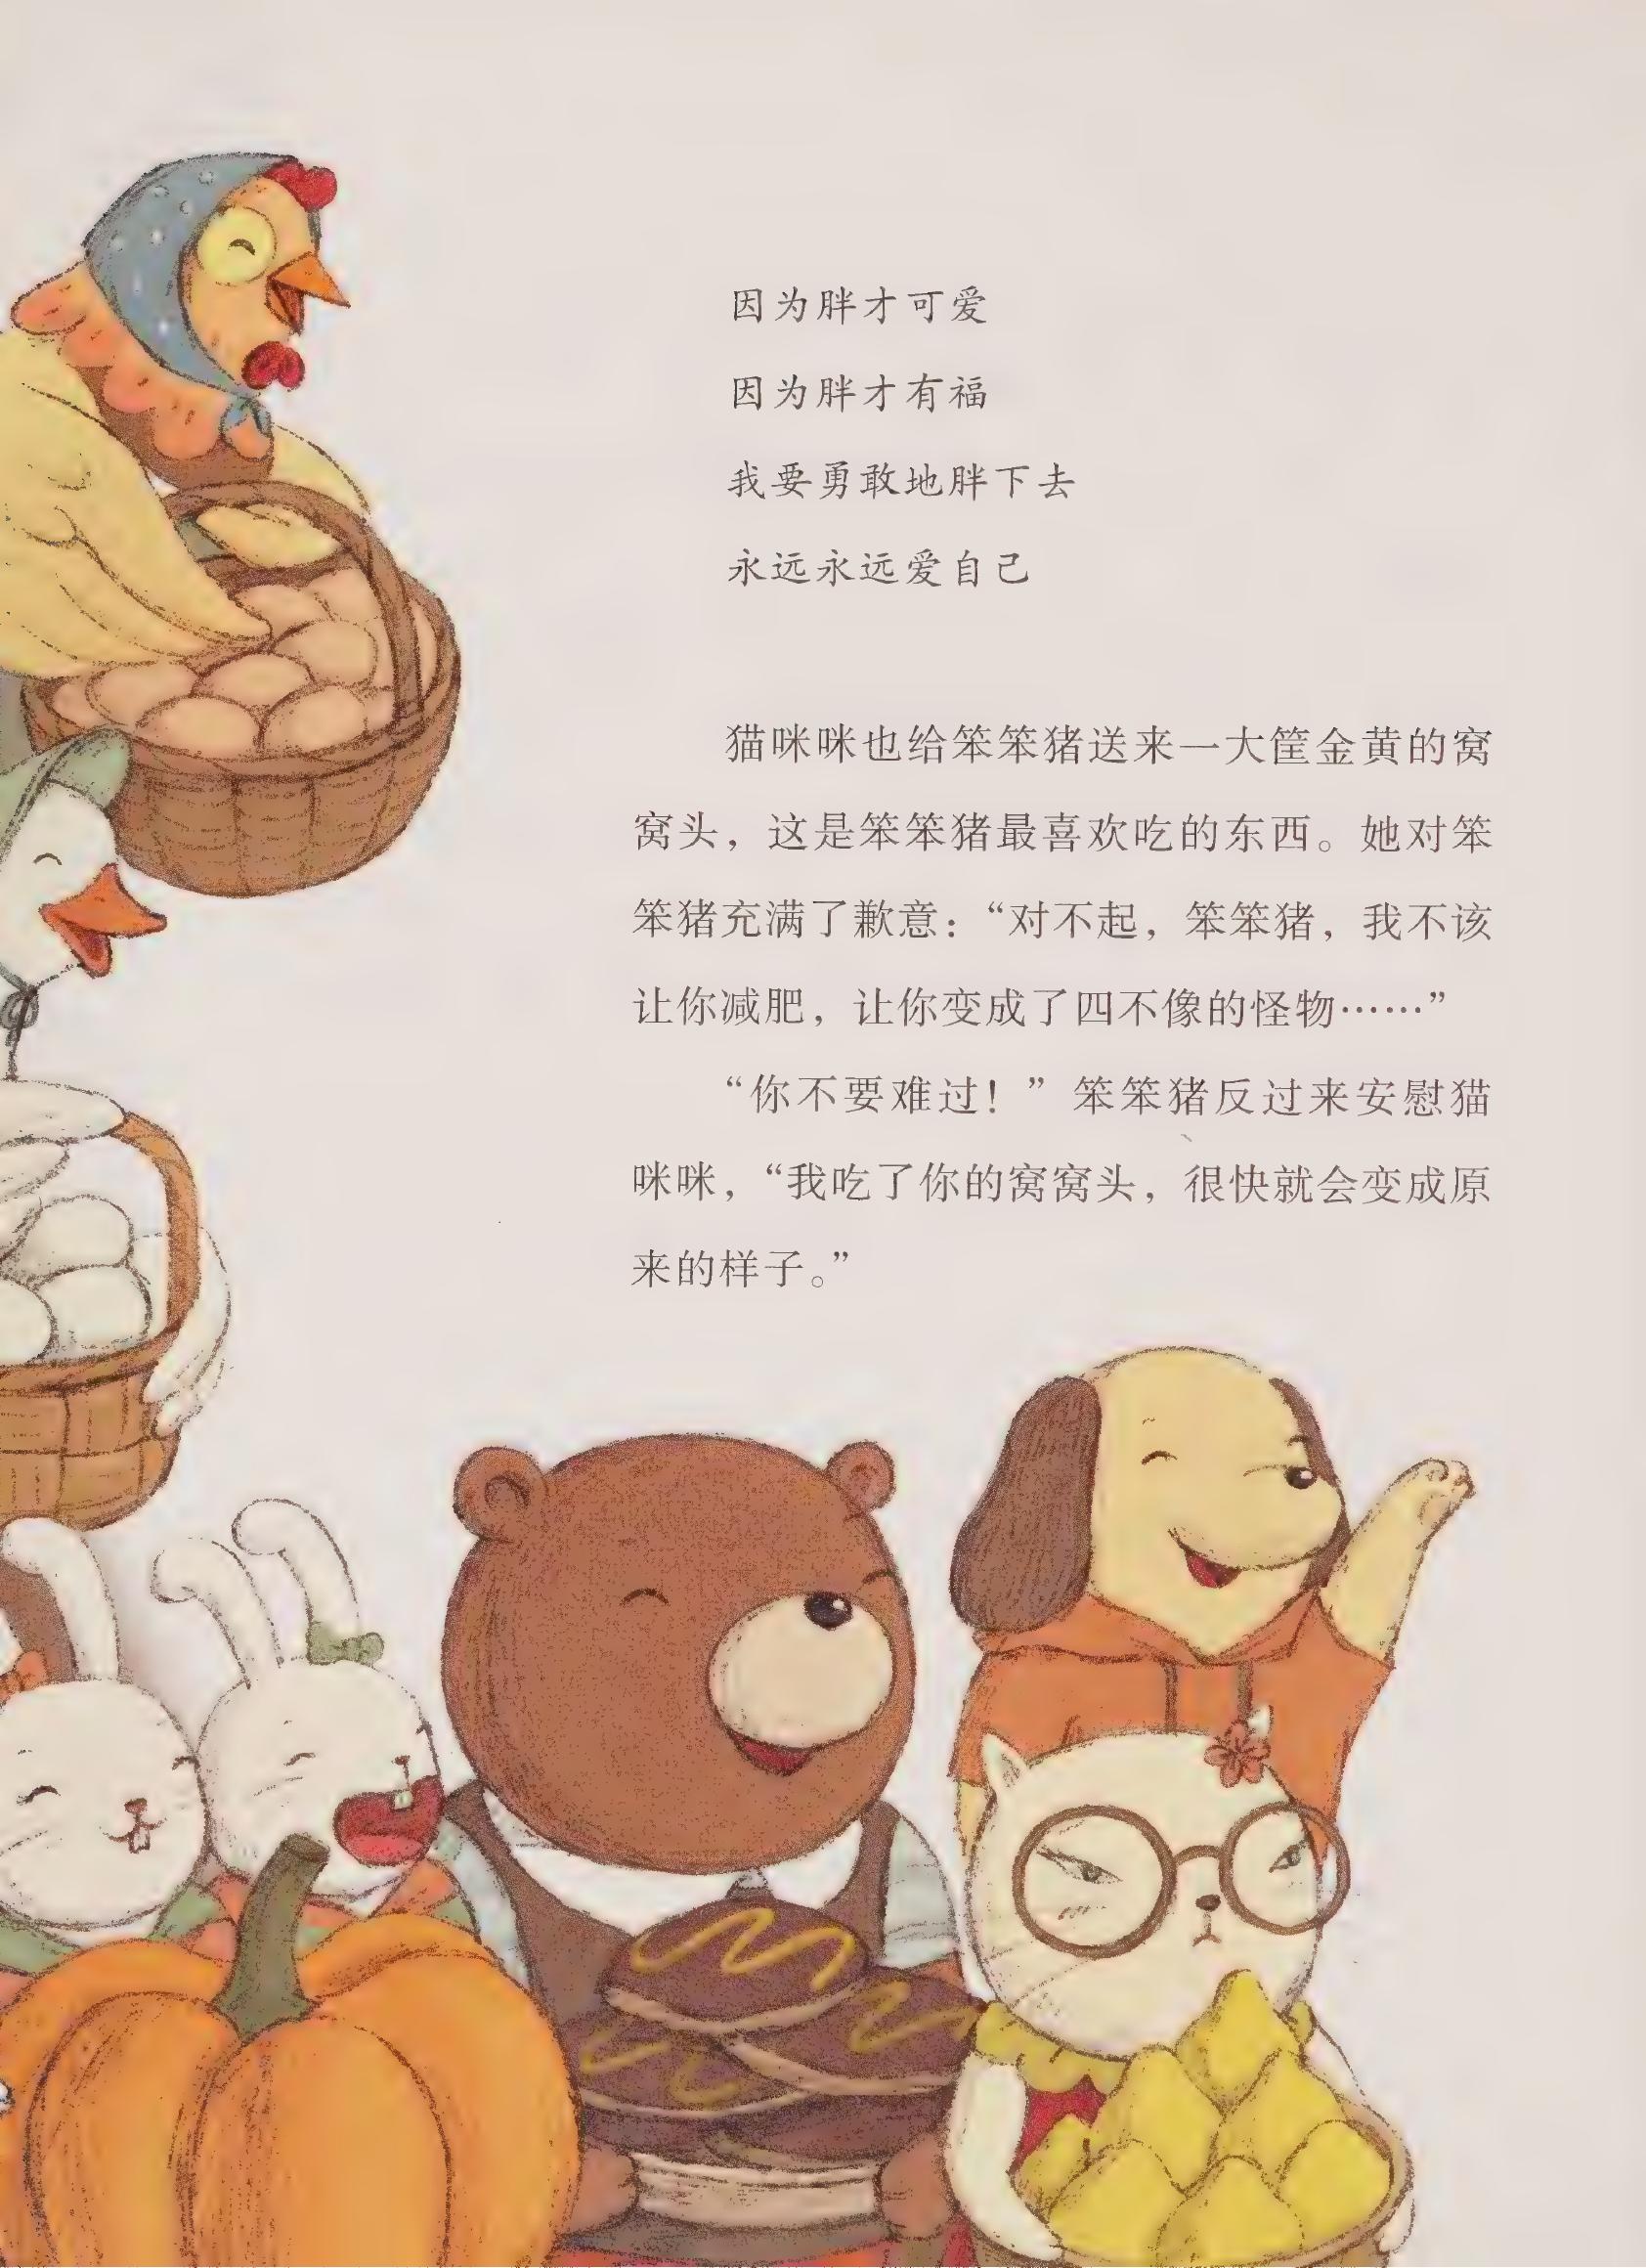 因为胖才可爱
因为胖才有福
我要勇敢地胖下去
永远永远爱自己
猫咪咪也给笨笨猪送来一大筐金黄的窝
窝头，这是笨笨猪最喜欢吃的东西。她对笨
笨猪充满了歉意：“对不起，笨笨猪，我不该
让你减肥，让你变成了四不像的怪物……”
“你不要难过！”笨笨猪反过来安慰猫
咪咪，“我吃了你的窝窝头，很快就会变成原
来的样子。”